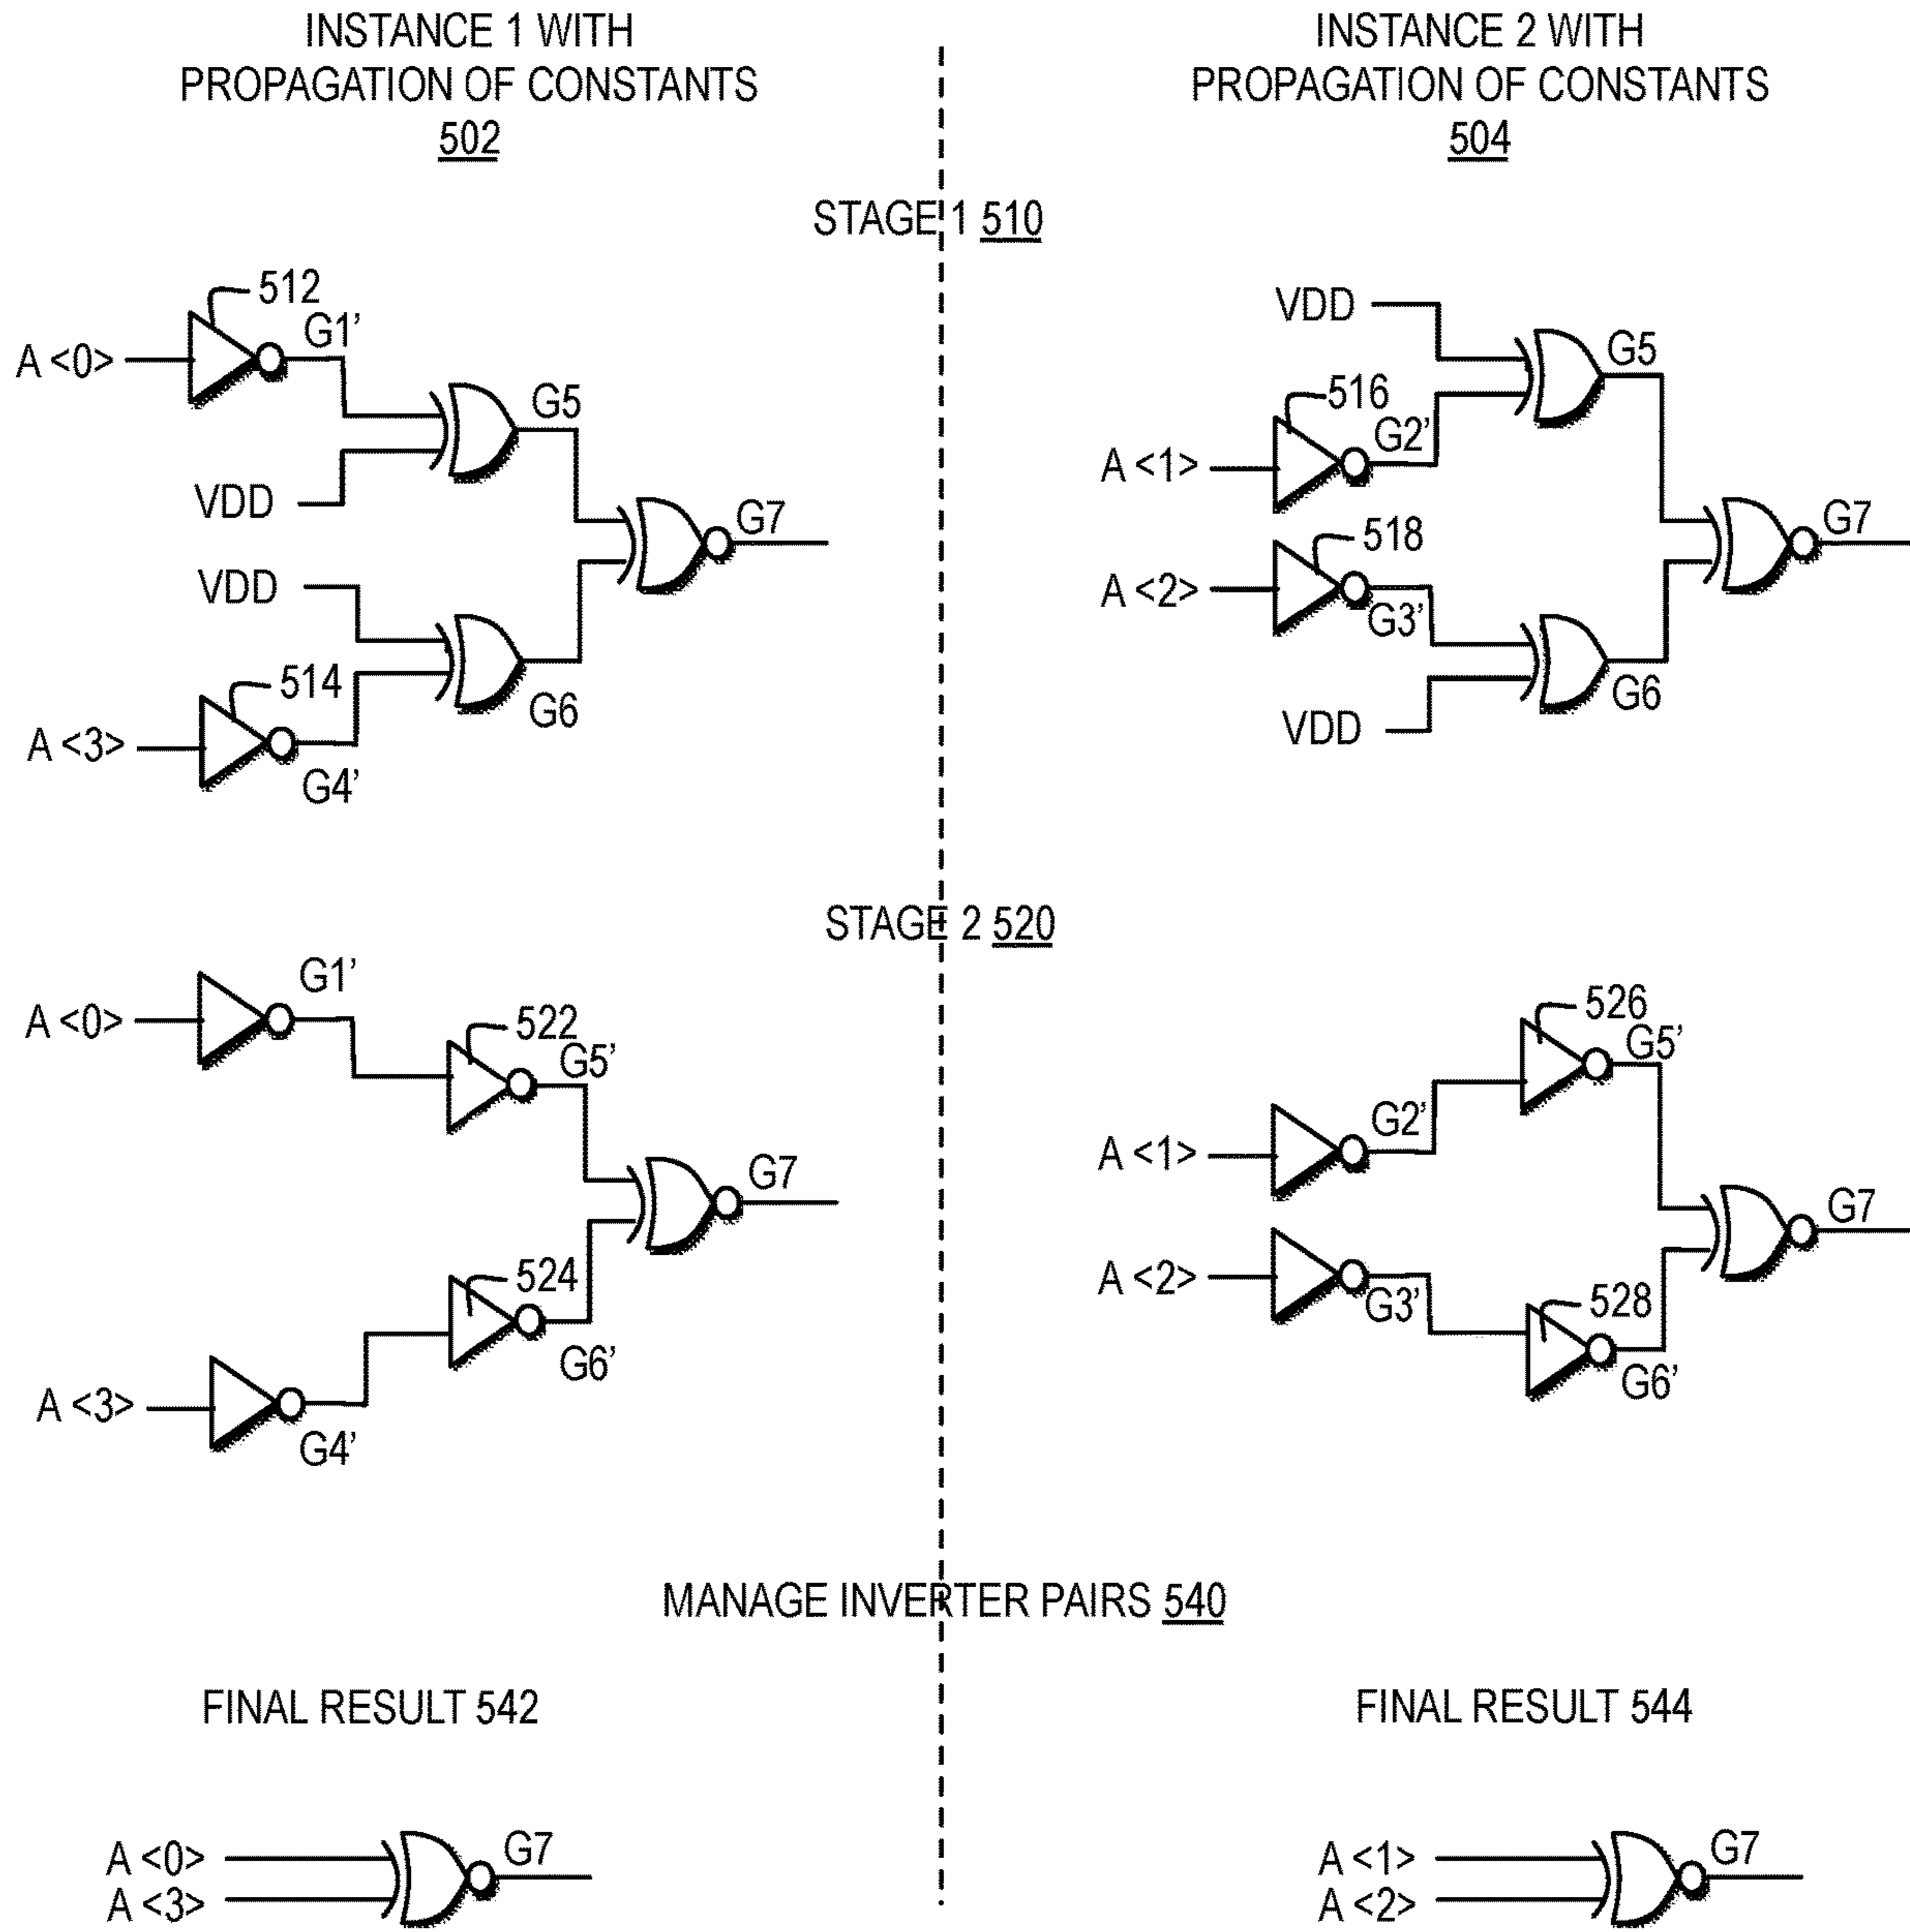 INSTANCE 1 WITH
PROPAGATION OF CONSTANTS
502
INSTANCE 2 WITH
PROPAGATION OF CONSTANTS
504
STAGE 1 510
512
G1'
A <0>
G5
VDD
G7
VDD
514
G6
A <3>
G4'
VDD
G5
516
G2'
A <1>
518
G7
A <2>
G3'
G6
VDD
STAGE 2 520
G1'
A <0>
522
G5'
G7
524
G6'
A <3>
G4'
526
G5'
G2'
A <1>
G7
A <2>
G3'
528
G6'
MANAGE INVERTER PAIRS 540
FINAL RESULT 542
FINAL RESULT 544
A <0>
A <3>
G7
A <1>
A <2>
G7